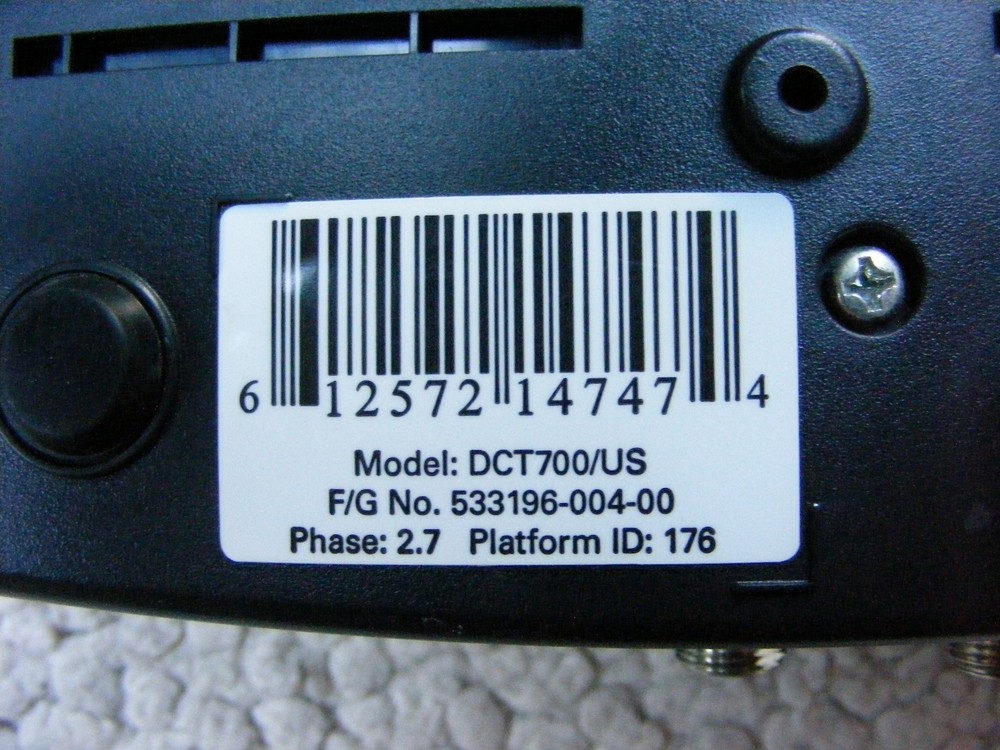 6 12572 14747 4
Model: DCT700/US
F/G No. 533196-004-00
Phase: 2.7 Platform ID: 176